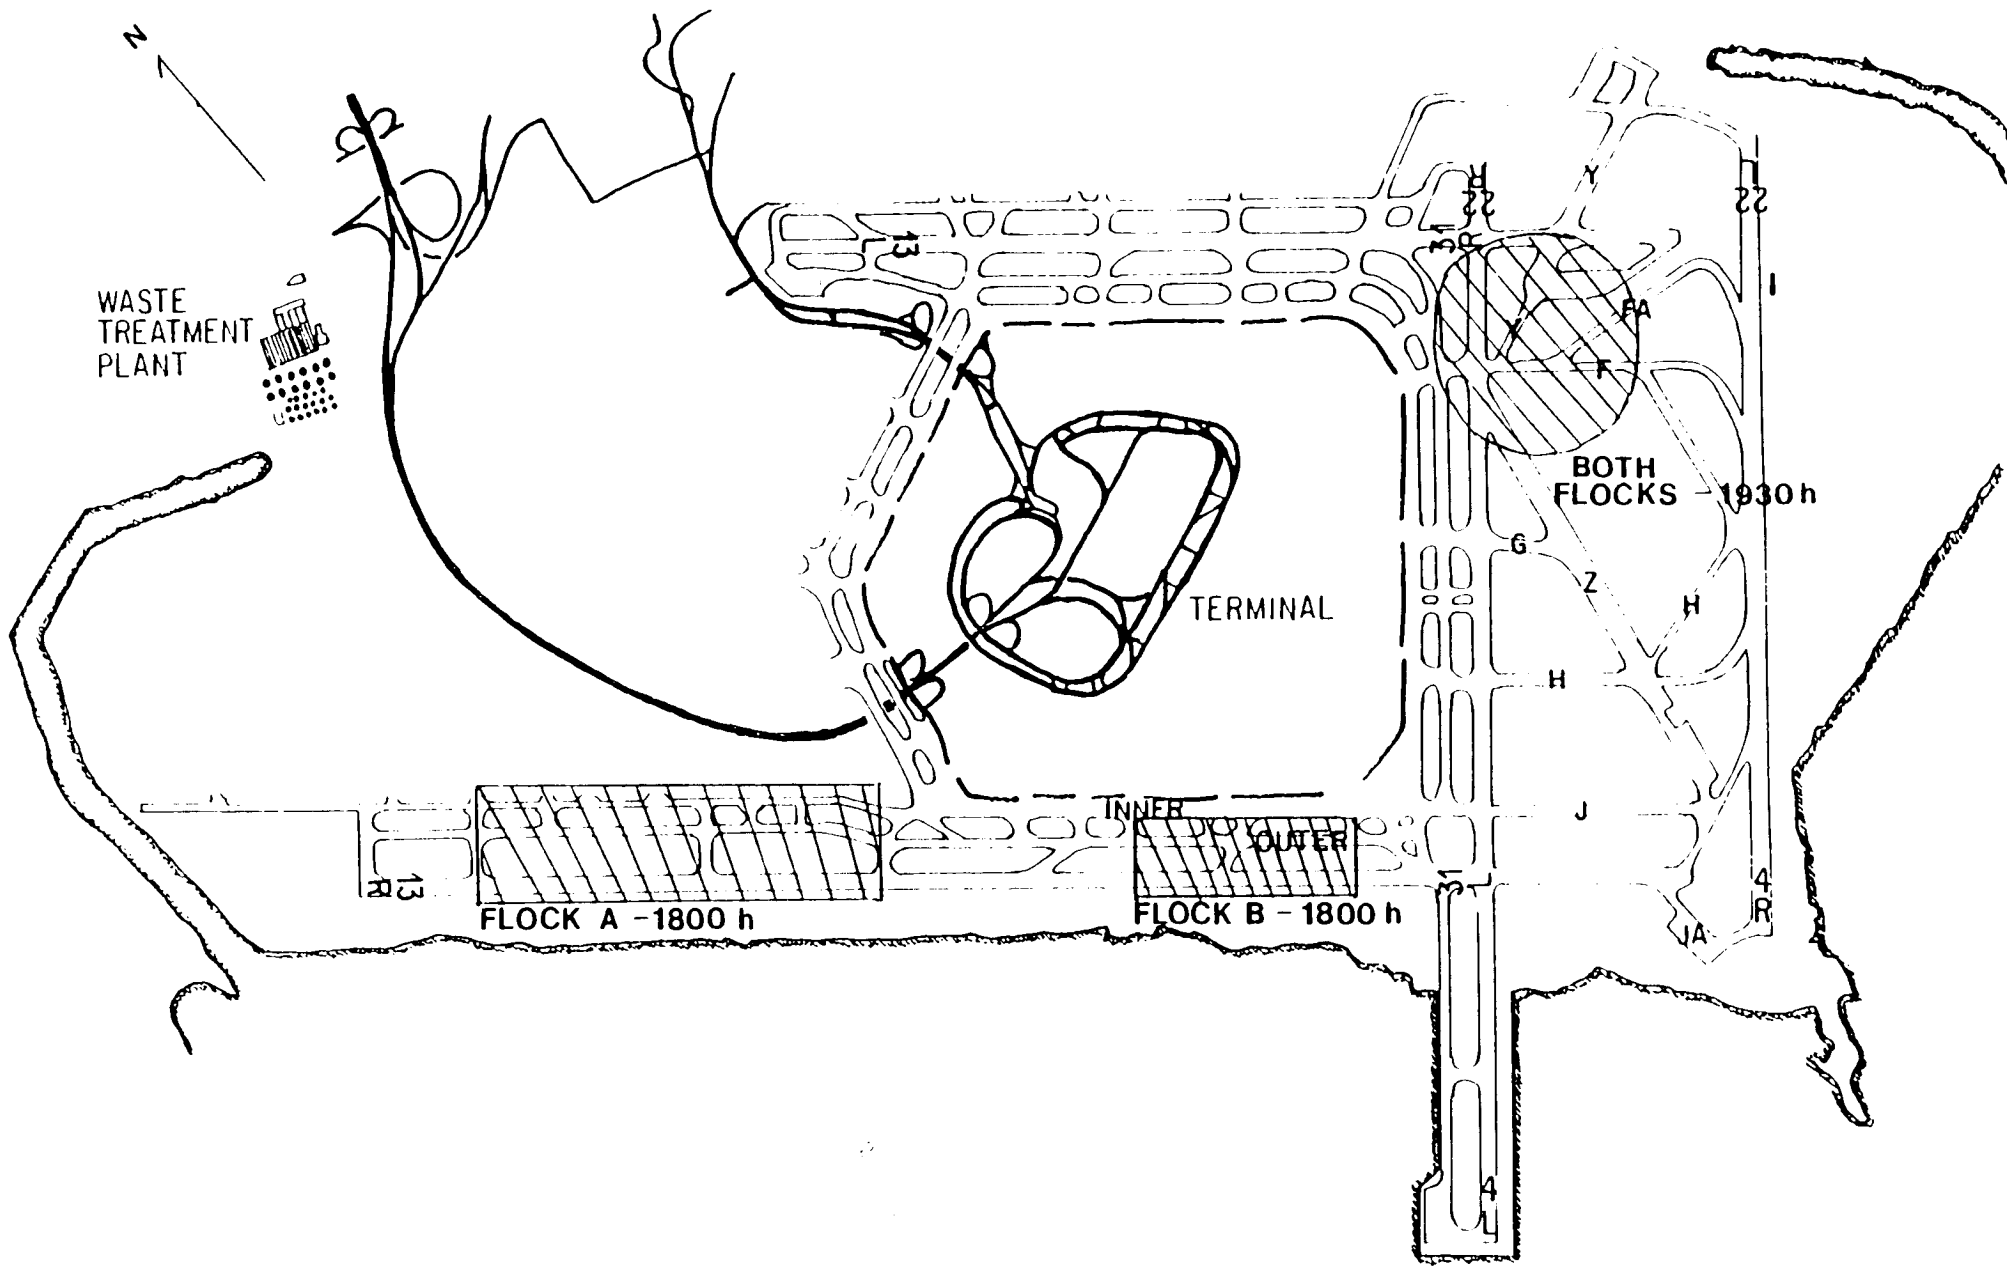 N
WASTE
TREATMENT
PLANT
13
L
22
R
31
R
Y
22
L
I
FA
Y
F
BOTH
FLOCKS - 1930 h
G
Z
H
TERMINAL
H
INNER
J
OUTER
13
R
31
L
4
R
FLOCK A - 1800 h
FLOCK B - 1800 h
JA
4
L